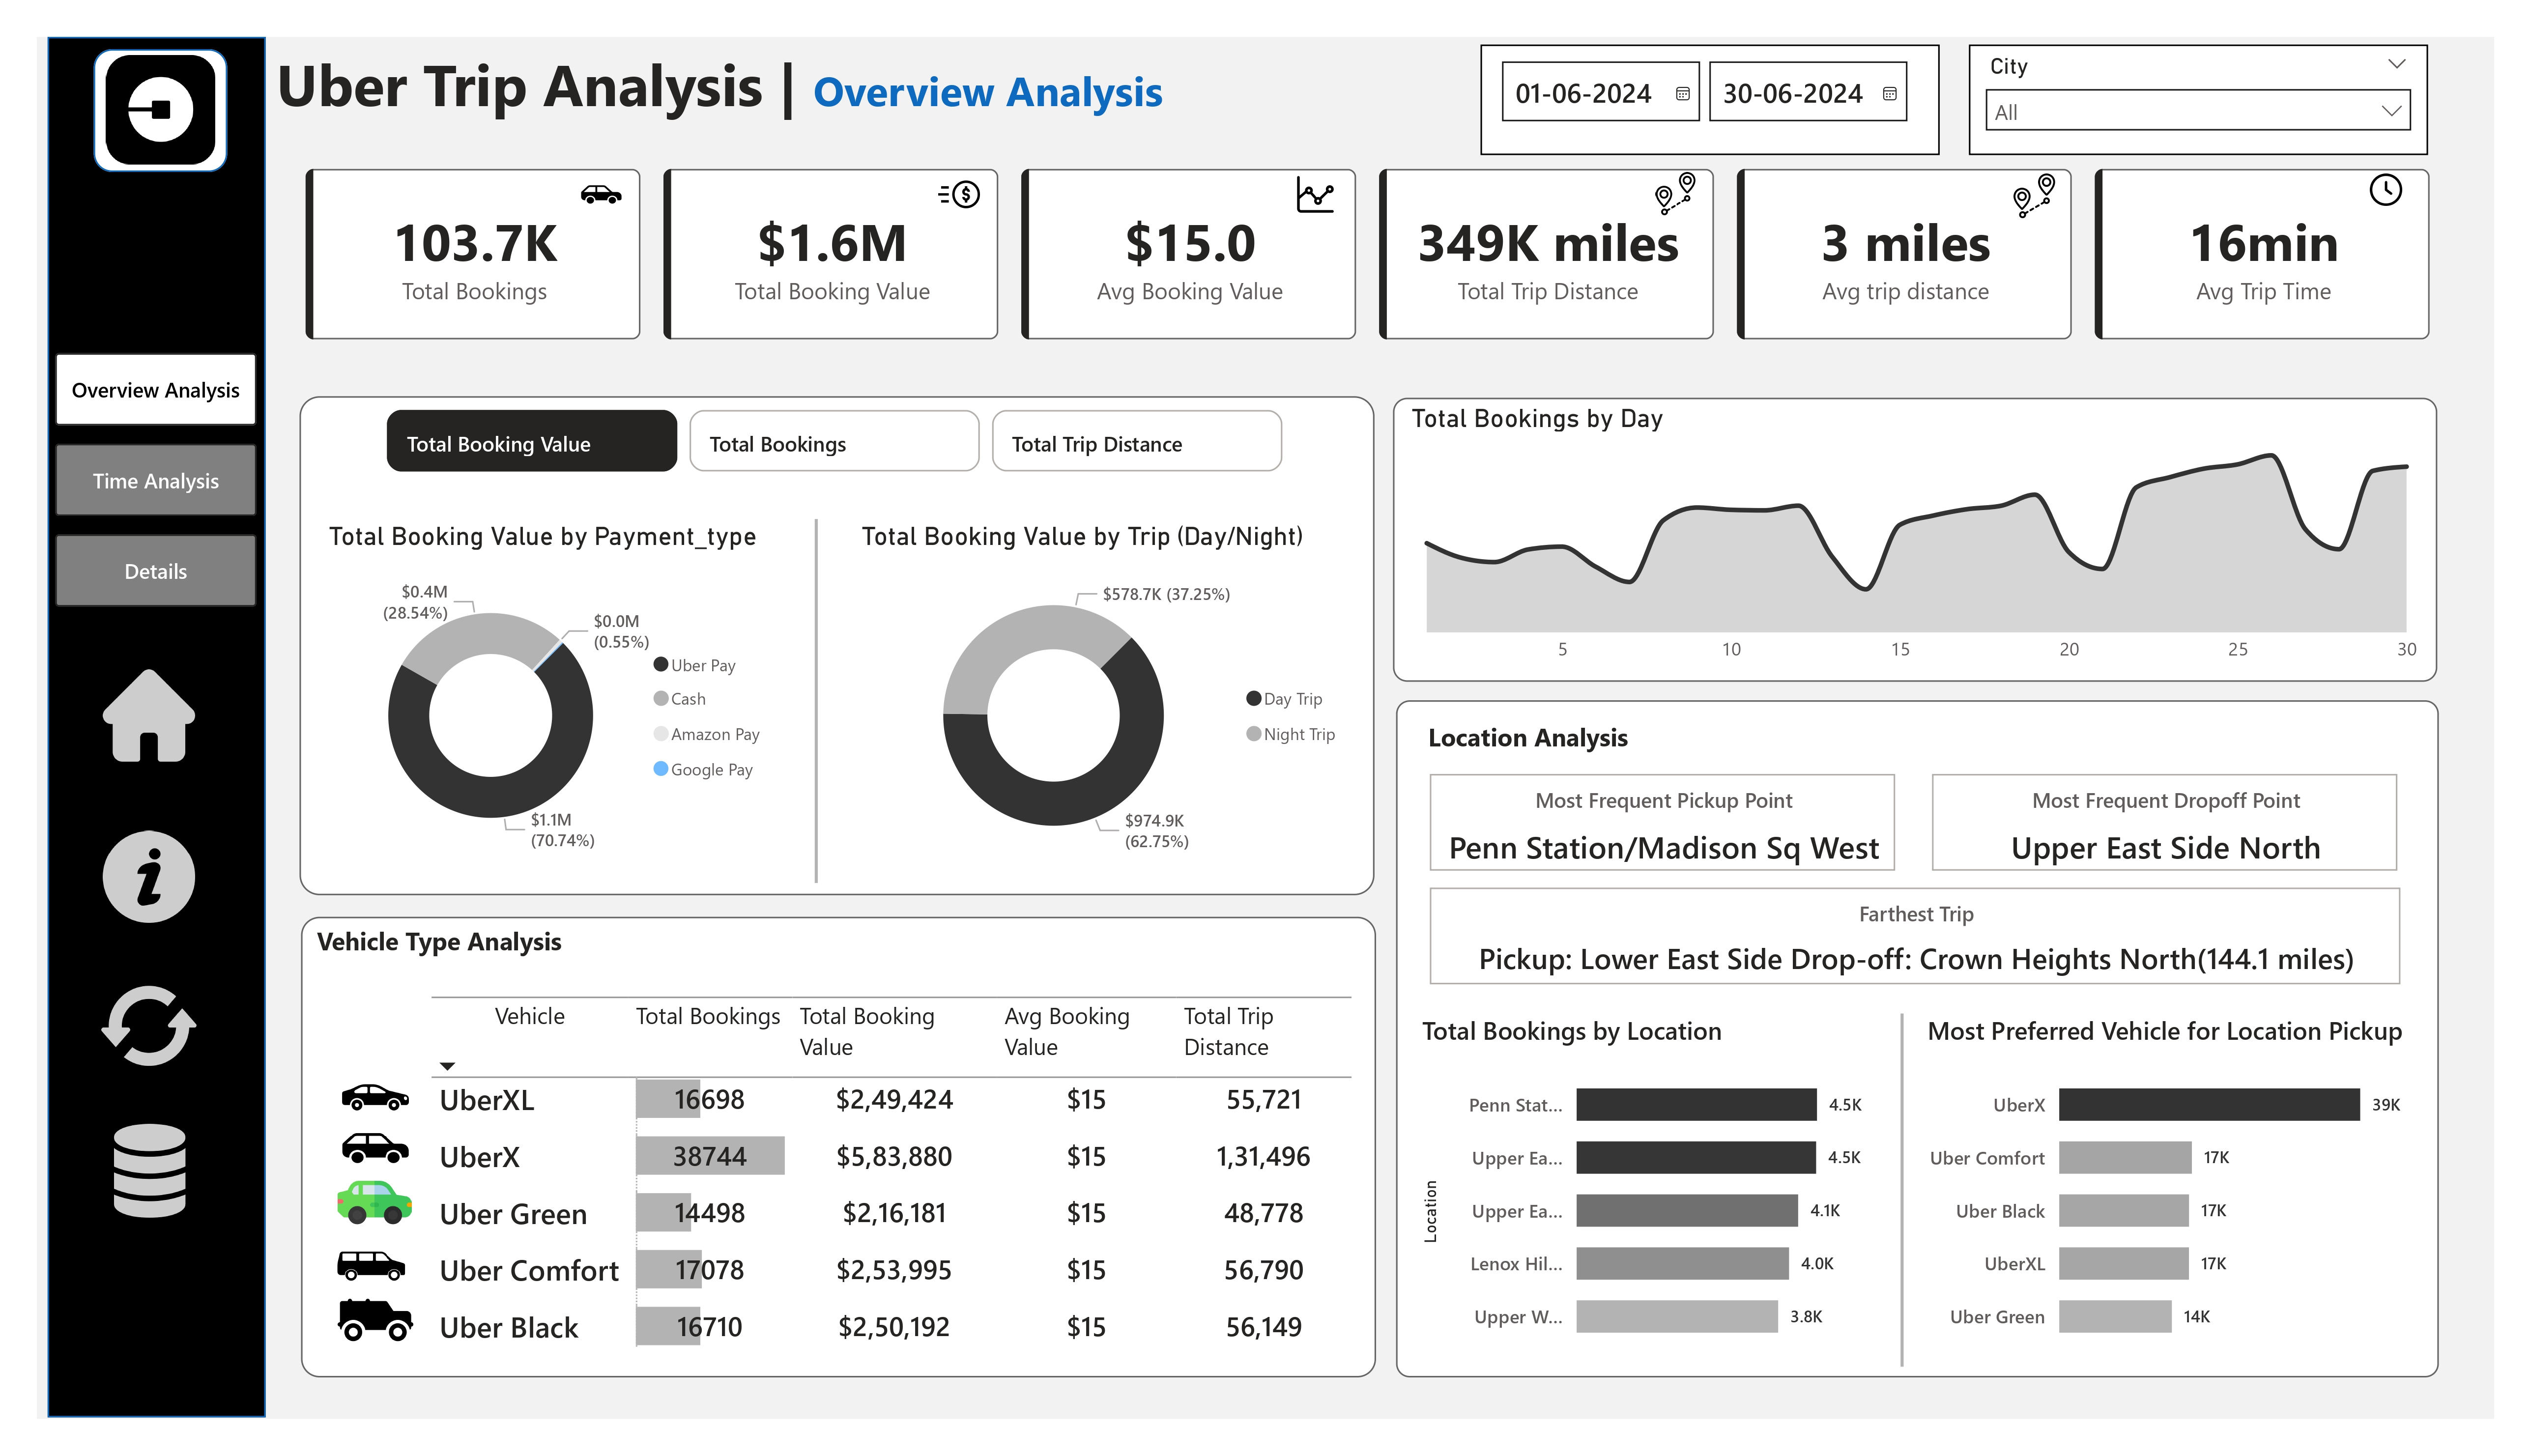 Uber Trip Analysis | Overview Analysis
01-06-2024
30-06-2024
City
All
103.7K
Total Bookings
$1.6M
Total Booking Value
$15.0
Avg Booking Value
349K miles
Total Trip Distance
3 miles
Avg trip distance
16min
Avg Trip Time
Overview Analysis
Time Analysis
Details
Total Booking Value
Total Bookings
Total Trip Distance
Total Booking Value by Payment_type
$0.4M
(28.54%)
$0.0M
(0.55%)
$1.1M
(70.74%)
Uber Pay
Cash
Amazon Pay
Google Pay
Total Booking Value by Trip (Day/Night)
$578.7K (37.25%)
$974.9K
(62.75%)
Day Trip
Night Trip
Total Bookings by Day
5 10 15 20 25 30
Vehicle Type Analysis
Vehicle Total Bookings Total Booking Value Avg Booking Value Total Trip Distance
UberXL 16698 $2,49,424 $15 55,721
UberX 38744 $5,83,880 $15 1,31,496
Uber Green 14498 $2,16,181 $15 48,778
Uber Comfort 17078 $2,53,995 $15 56,790
Uber Black 16710 $2,50,192 $15 56,149
Location Analysis
Most Frequent Pickup Point
Penn Station/Madison Sq West
Most Frequent Dropoff Point
Upper East Side North
Farthest Trip
Pickup: Lower East Side Drop-off: Crown Heights North(144.1 miles)
Total Bookings by Location
Location
Penn Stat... 4.5K
Upper Ea... 4.5K
Upper Ea... 4.1K
Lenox Hil... 4.0K
Upper W... 3.8K
Most Preferred Vehicle for Location Pickup
UberX 39K
Uber Comfort 17K
Uber Black 17K
UberXL 17K
Uber Green 14K